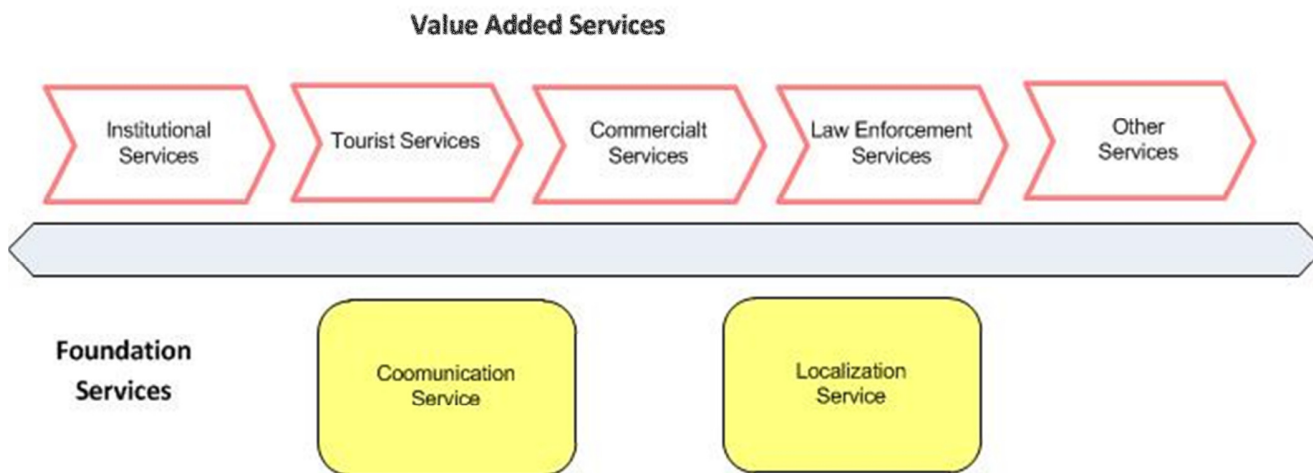 Value Added Services
Institutional
Services
Tourist Services
Commercialt
Services
Law Enforcement
Services
Other
Services
Foundation
Services
Coomunication
Service
Localization
Service